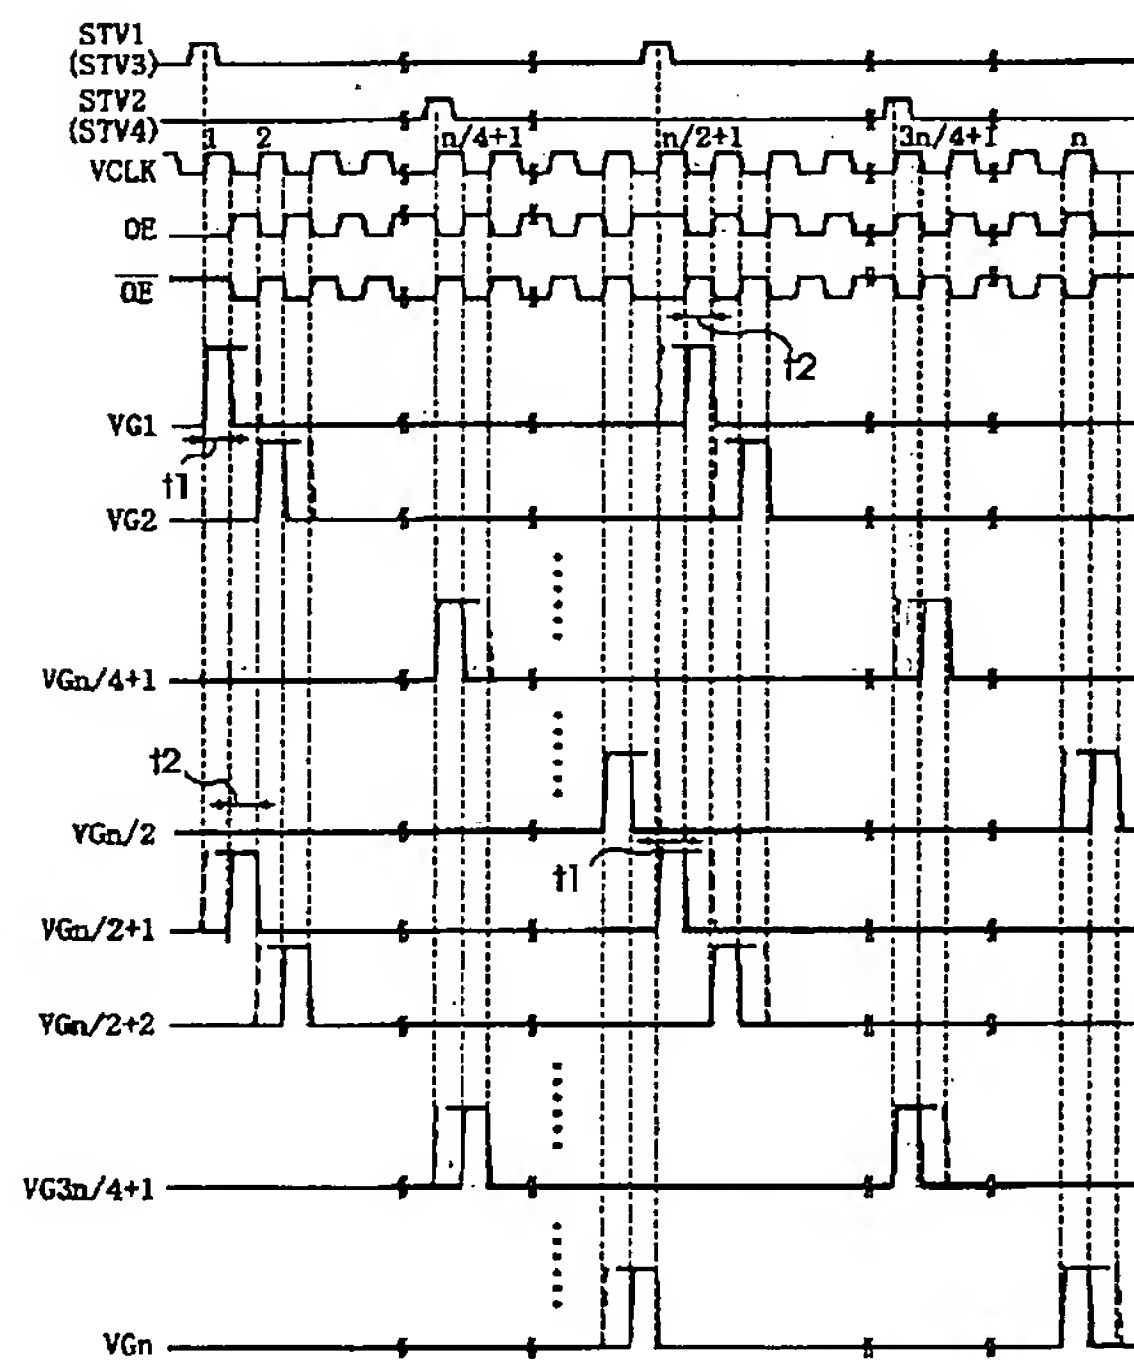 STV1
(STV3)
STV2
(STV4)
1 2 n/4+1 n/2+1 3n/4+1 n
VCLK
OE
OE
t2
VG1
t1
VG2
VGn/4+1
t2
VGn/2
t1
VGn/2+1
VGn/2+2
VG3n/4+1
VGn